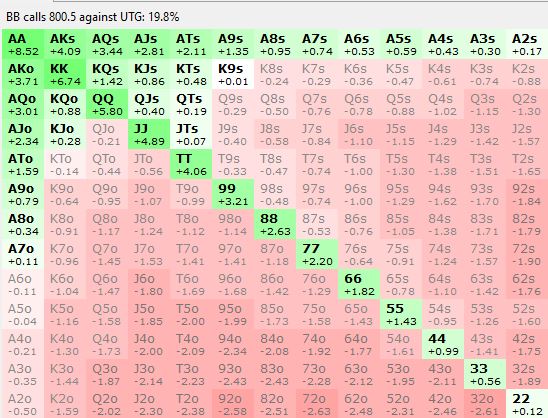 BB calls 800.5 against UTG: 19.8%
AA AKs AQs AJs ATs A9s A8s A7s A6s A5s A4s A3s A2s
+8.52 +4.09 +3.44 +2.81 +2.11 +1.35 +0.95 +0.74 +0.53 +0.59 +0.43 +0.30 +0.17
AKo KK KQs KJs KTs K9s K8s K7s K6s K5s K4s K3s K2s
+3.71 +6.74 +1.42 +0.86 +0.48 +0.01 -0.24 -0.29 -0.36 -0.47 -0.61 -0.74 -0.88
AQo KQo QQ QJs QTs Q9s Q8s Q7s Q6s Q5s Q4s Q3s Q2s
+3.01 +0.88 +5.80 +0.40 +0.19 -0.29 -0.50 -0.76 -0.78 -0.88 -1.02 -1.15 -1.30
AJo KJo QJo JJ JTs J9s J8s J7s J6s J5s J4s J3s J2s
+2.34 +0.28 -0.21 +4.89 +0.07 -0.40 -0.58 -0.84 -1.10 -1.15 -1.29 -1.42 -1.57
ATo KTo QTo JTo TT T9s T8s T7s T6s T5s T4s T3s T2s
+1.59 -0.14 -0.44 -0.56 +4.06 -0.33 -0.47 -0.74 -1.00 -1.30 -1.38 -1.51 -1.65
A9o K9o Q9o J9o T9o 99 98s 97s 96s 95s 94s 93s 92s
+0.79 -0.64 -0.95 -1.07 -0.99 +3.21 -0.48 -0.74 -1.00 -1.31 -1.62 -1.70 -1.84
A8o K8o Q8o J8o T8o 98o 88 87s 86s 85s 84s 83s 82s
+0.34 -0.91 -1.17 -1.24 -1.12 -1.14 +2.63 -0.53 -0.76 -1.05 -1.38 -1.71 -1.79
A7o K7o Q7o J7o T7o 97o 87o 77 76s 75s 74s 73s 72s
+0.11 -0.96 -1.45 -1.53 -1.41 -1.41 -1.18 +2.20 -0.64 -0.91 -1.24 -1.57 -1.90
A6o K6o Q6o J6o T6o 96o 86o 76o 66 65s 64s 63s 62s
-0.11 -1.04 -1.47 -1.80 -1.69 -1.68 -1.42 -1.29 +1.82 -0.78 -1.10 -1.42 -1.76
A5o K5o Q5o J5o T5o 95o 85o 75o 65o 55 54s 53s 52s
-0.04 -1.16 -1.58 -1.85 -2.00 -1.99 -1.73 -1.58 -1.43 +1.43 -0.95 -1.26 -1.60
A4o K4o Q4o J4o T4o 94o 84o 74o 64o 54o 44 43s 42s
-0.21 -1.30 -1.73 -2.00 -2.09 -2.34 -2.08 -1.92 -1.77 -1.61 +0.99 -1.41 -1.75
A3o K3o Q3o J3o T3o 93o 83o 73o 63o 53o 43o 33 32s
-0.35 -1.44 -1.87 -2.14 -2.23 -2.43 -2.43 -2.28 -2.12 -1.95 -2.11 +0.56 -1.89
A2o K2o Q2o J2o T2o 92o 82o 72o 62o 52o 42o 32o 22
-0.50 -1.59 -2.02 -2.30 -2.38 -2.58 -2.51 -2.63 -2.48 -2.31 -2.46 -2.61 +0.12